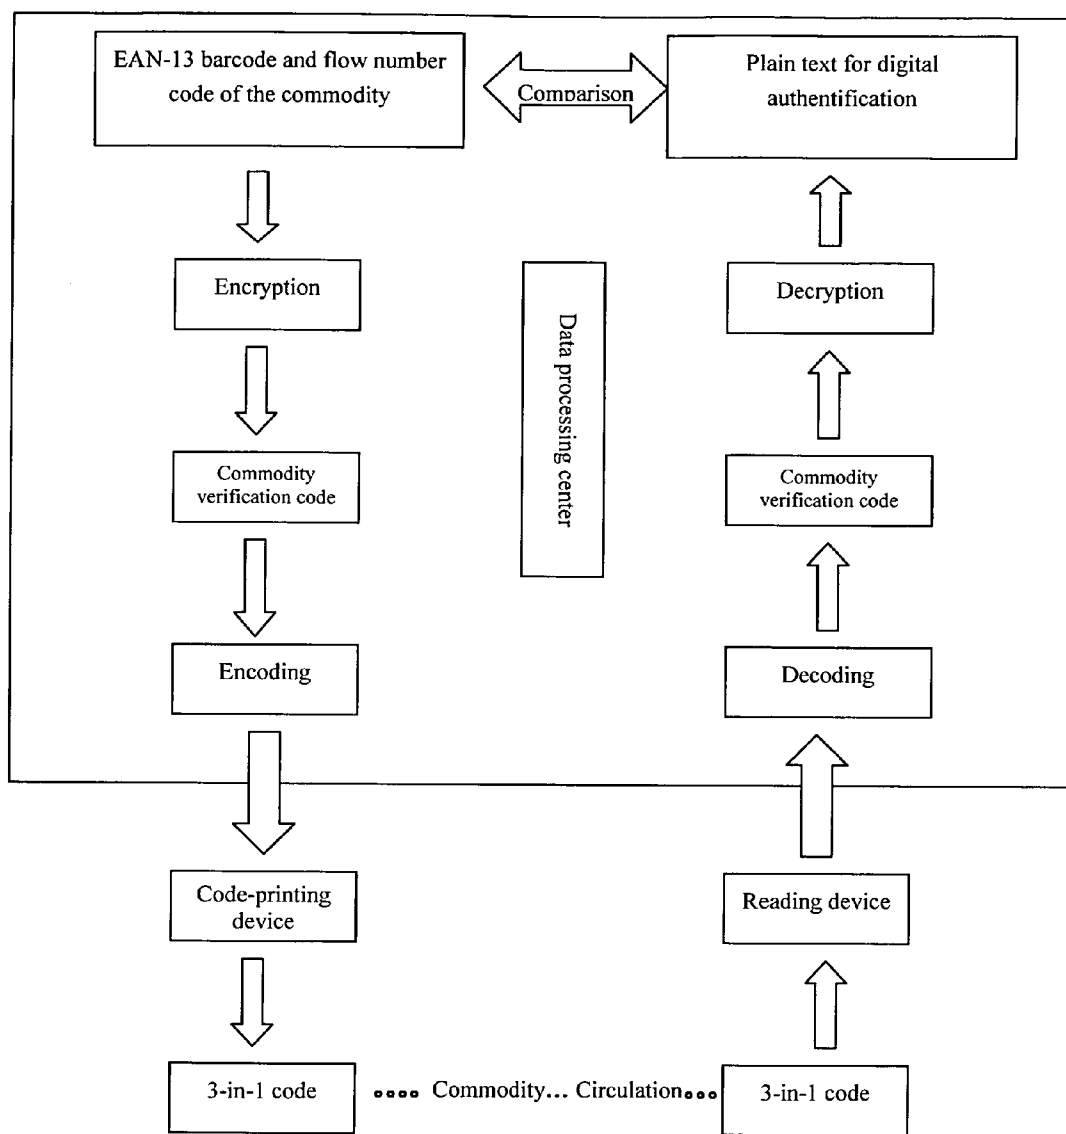 EAN-13 barcode and flow number
code of the commodity
Comparison
Plain text for digital
authentification
Encryption
Decryption
Data processing center
Commodity
verification code
Commodity
verification code
Encoding
Decoding
Code-printing
device
Reading device
3-in-1 code
Commodity... Circulation
3-in-1 code